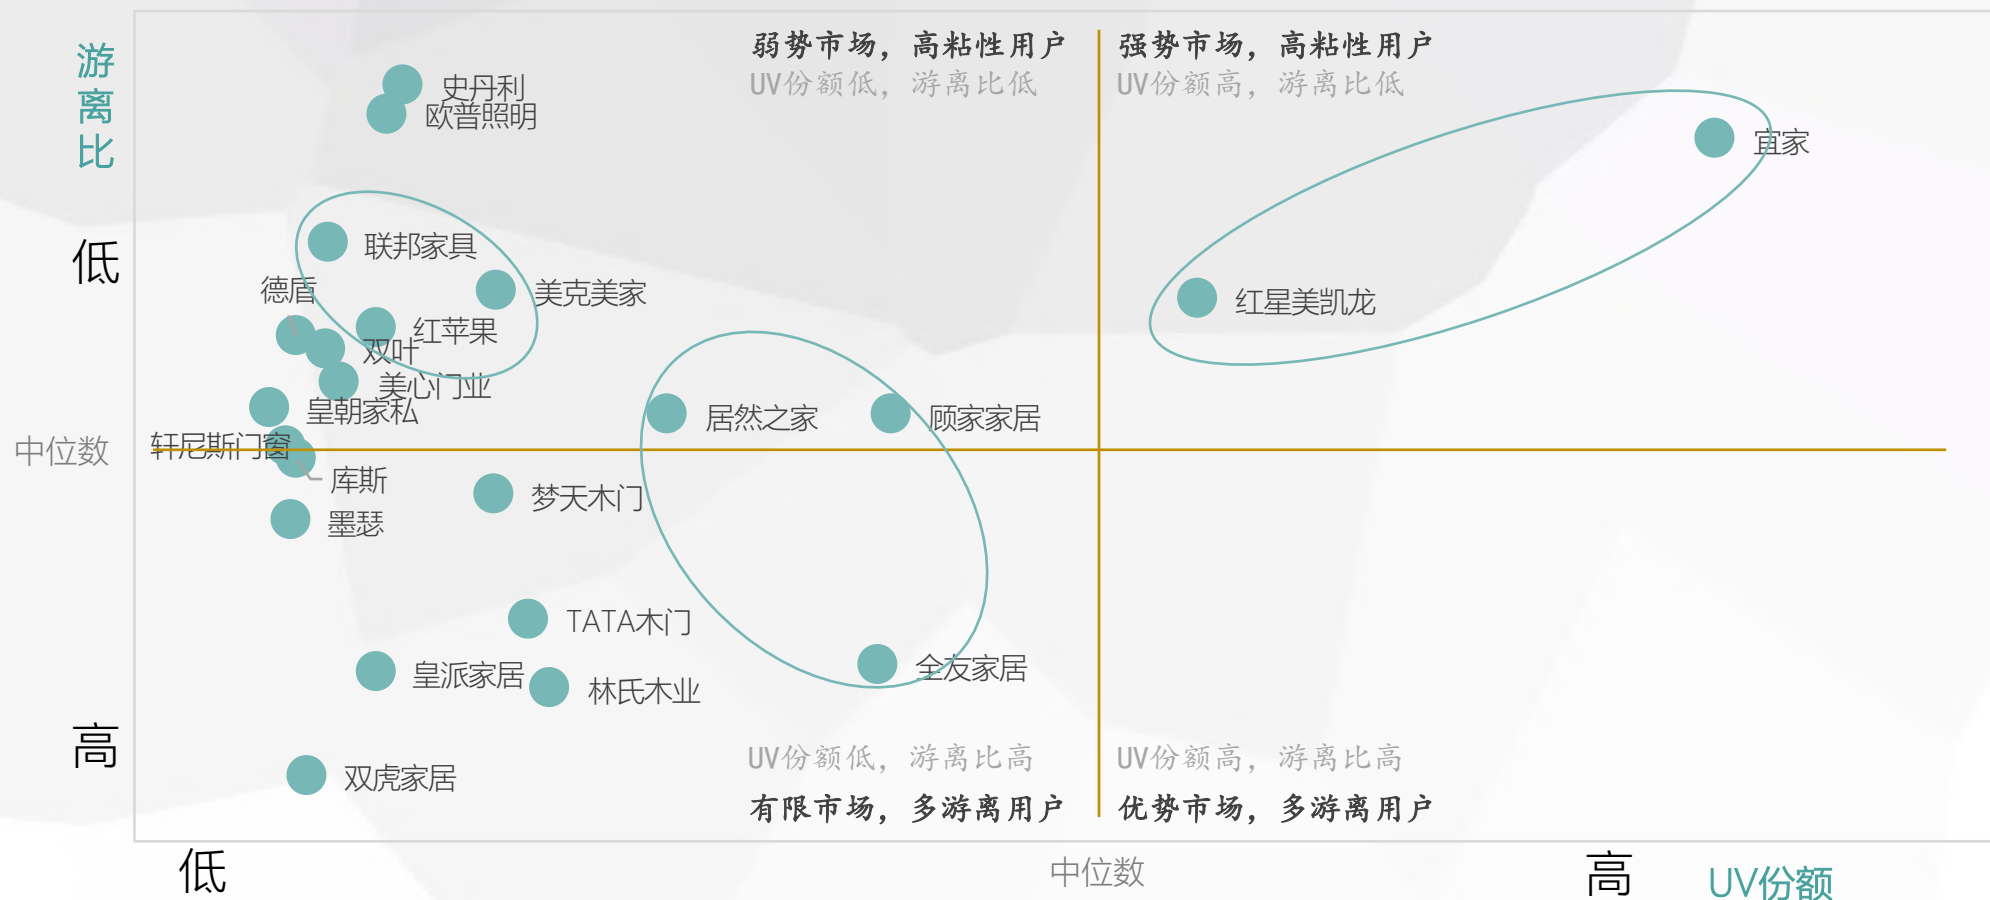 游离比
弱势市场，高粘性用户
UV份额低，游离比低
强势市场，高粘性用户
UV份额高，游离比低
史丹利
欧普照明
宜家
低
联邦家具
德盾
美克美家
红星美凯龙
红苹果
双叶
美心门业
皇朝家私
居然之家
顾家家居
中位数
轩尼斯门窗
库斯
梦天木门
墨瑟
TATA木门
皇派家居
林氏木业
全友家居
高
双虎家居
UV份额低，游离比高
有限市场，多游离用户
UV份额高，游离比高
优势市场，多游离用户
低
中位数
高
UV份额